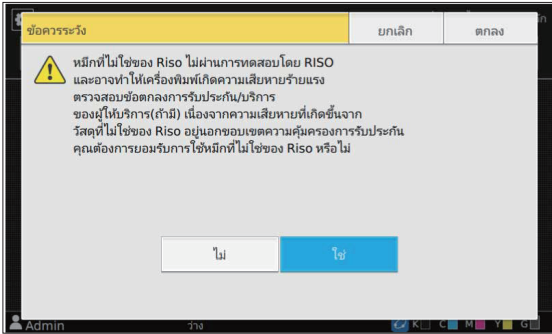 ข้อควรระวัง
ยกเลิก
ตกลง
หมึกที่ไม่ใช่ของ Riso ไม่ผ่านการทดสอบโดย RISO
และอาจทำให้เครื่องพิมพ์เกิดความเสียหายร้ายแรง
ตรวจสอบข้อตกลงการรับประกัน/บริการ
ของผู้ให้บริการ(ถ้ามี) เนื่องจากความเสียหายที่เกิดขึ้นจาก
วัสดุที่ไม่ใช่ของ Riso อยู่นอกขอบเขตความคุ้มครองการรับประกัน
คุณต้องการยอมรับการใช้หมึกที่ไม่ใช่ของ Riso หรือไม่
ไม่
ใช่
Admin
ว่าง
K C M Y G